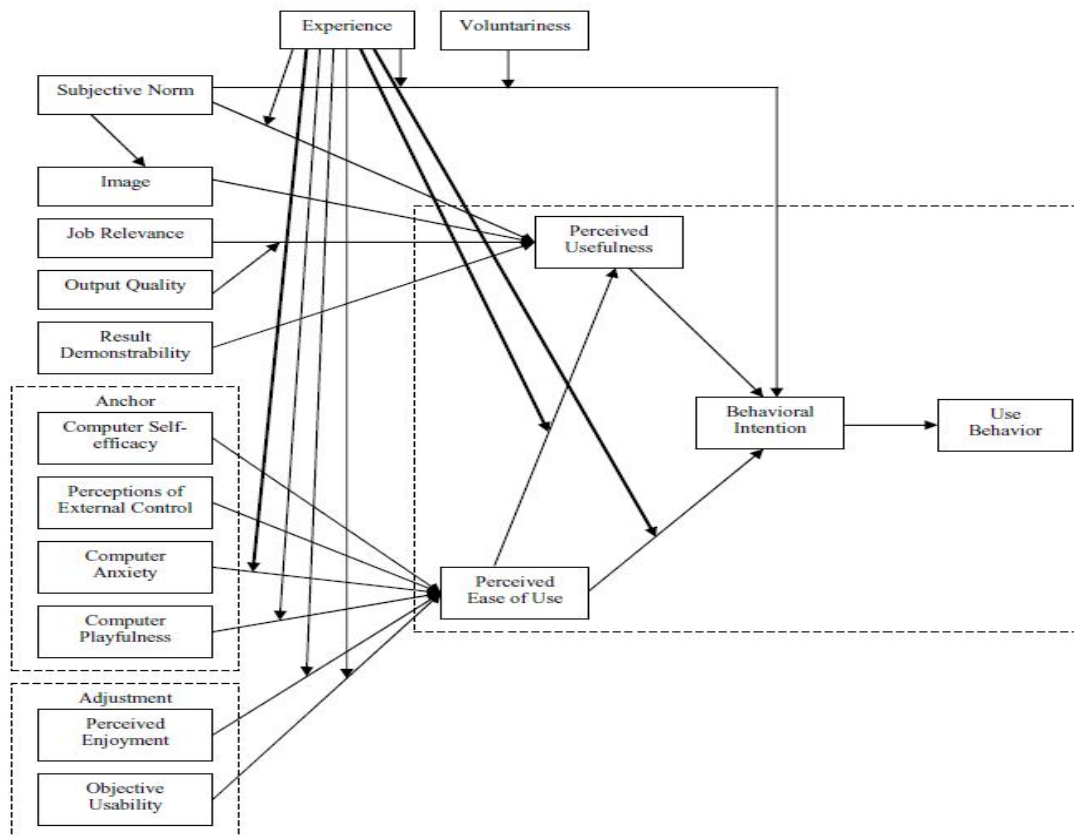 Experience
Voluntariness
Subjective Norm
Image
Job Relevance
Output Quality
Result
Demonstrability
Anchor
Computer Self-
efficacy
Perceptions of
External Control
Computer
Anxiety
Computer
Playfulness
Adjustment
Perceived
Enjoyment
Objective
Usability
Perceived
Usefulness
Perceived
Ease of Use
Behavioral
Intention
Use
Behavior